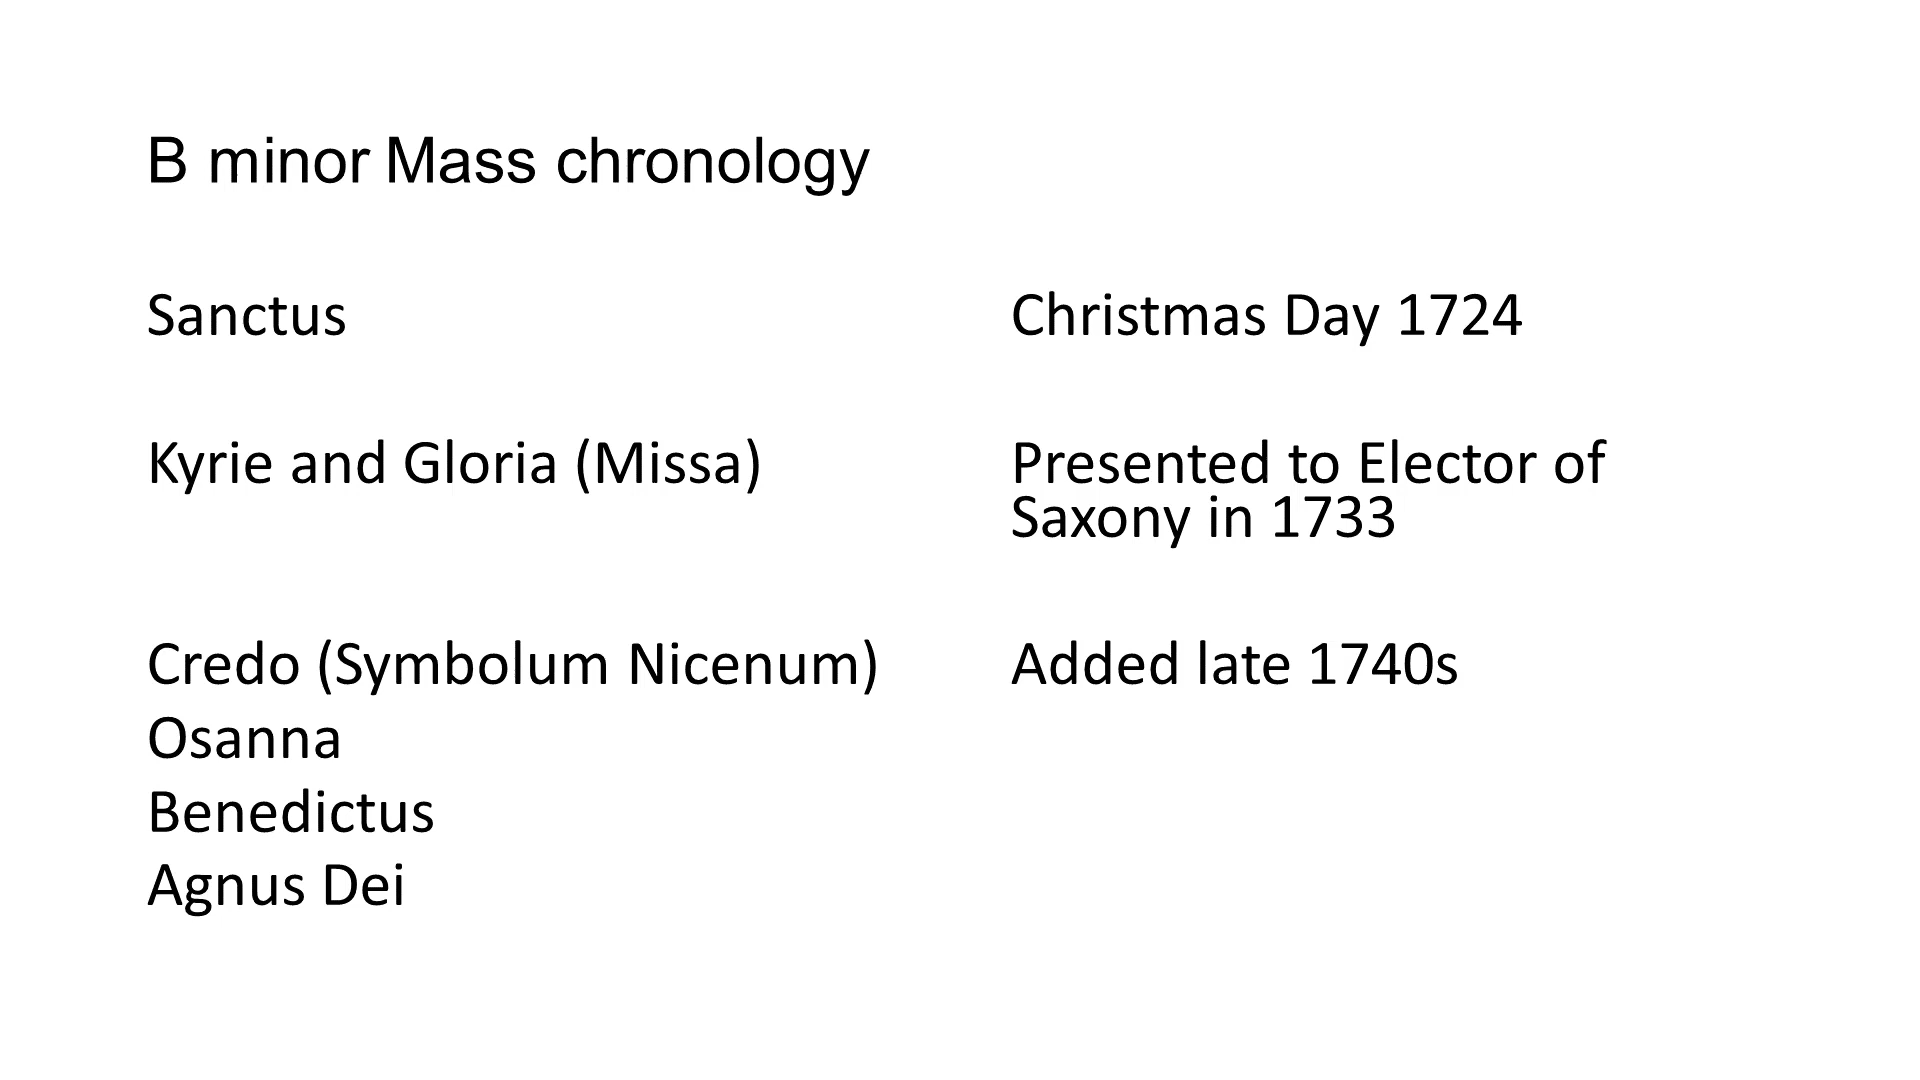 B minor Mass chronology
Sanctus
Christmas Day 1724
Kyrie and Gloria (Missa)
Presented to Elector of
Saxony in 1733
Credo (Symbolum Nicenum)
Added late 1740s
Osanna
Benedictus
Agnus Dei